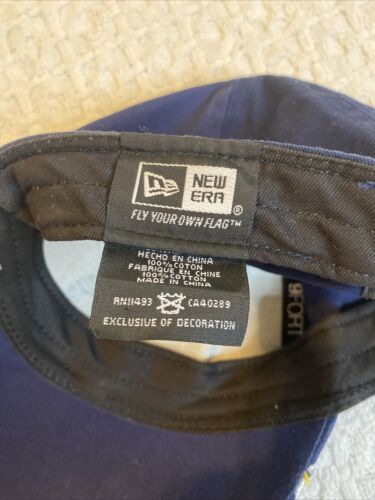 NEW
ERA®
FLY YOUR OWN FLAG™
HECHO EN CHINA
100%COTON
FABRIQUE EN CHINE
100%COTTON
MADE IN CHINA
RN11493 CA40289
EXCLUSIVE OF DECORATION
9FORTY